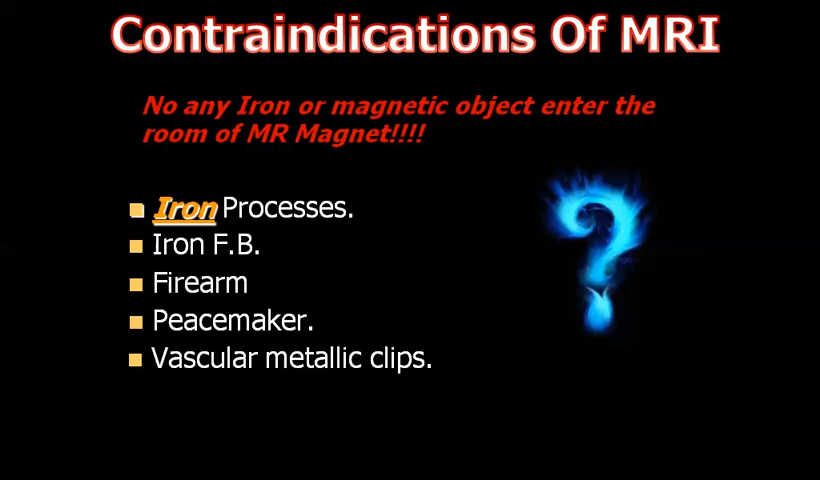 Contraindications Of MRI
No any Iron or magnetic object enter the
room of MR Magnet!!!!
Iron Processes.
Iron F.B.
Firearm
Peacemaker.
Vascular metallic clips.